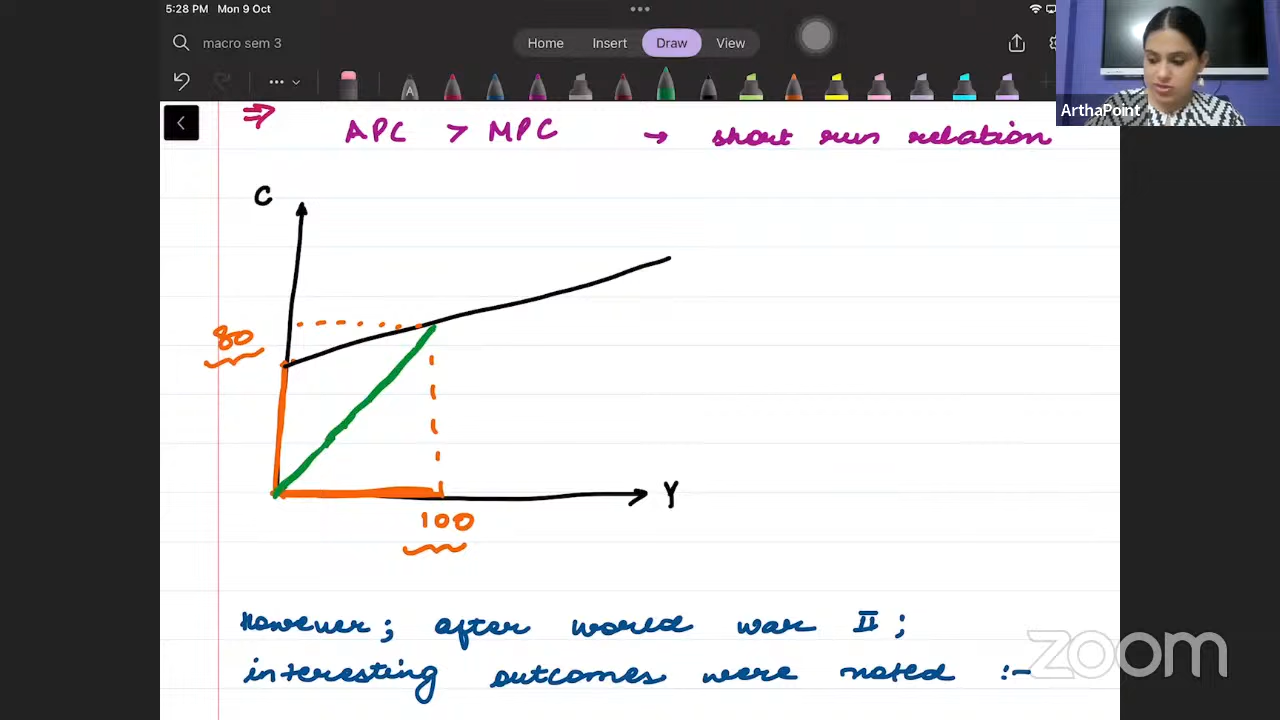 5:28 PM Mon 9 Oct
macro sem 3
Home Insert Draw View
A
ArthaPoint
⇒ APC > MPC → short run relation
C
80
Y
100
However; after world war II;
interesting outcomes were noted :-
zoom